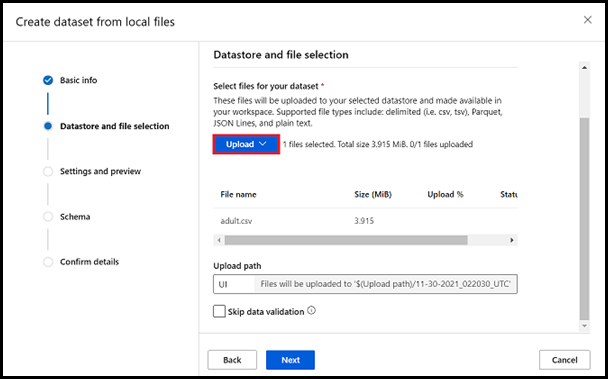 Create dataset from local files
Basic info
Datastore and file selection
Settings and preview
Schema
Confirm details
Datastore and file selection
Select files for your dataset *
These files will be uploaded to your selected datastore and made available in
your workspace. Supported file types include: delimited (i.e. csv, tsv), Parquet,
JSON Lines, and plain text.
Upload 1 files selected. Total size 3.915 MiB. 0/1 files uploaded
File name Size (MiB) Upload % Statu
adult.csv 3.915
Upload path
UI Files will be uploaded to '$(Upload path)/11-30-2021_022030_UTC'
Skip data validation
Back Next Cancel